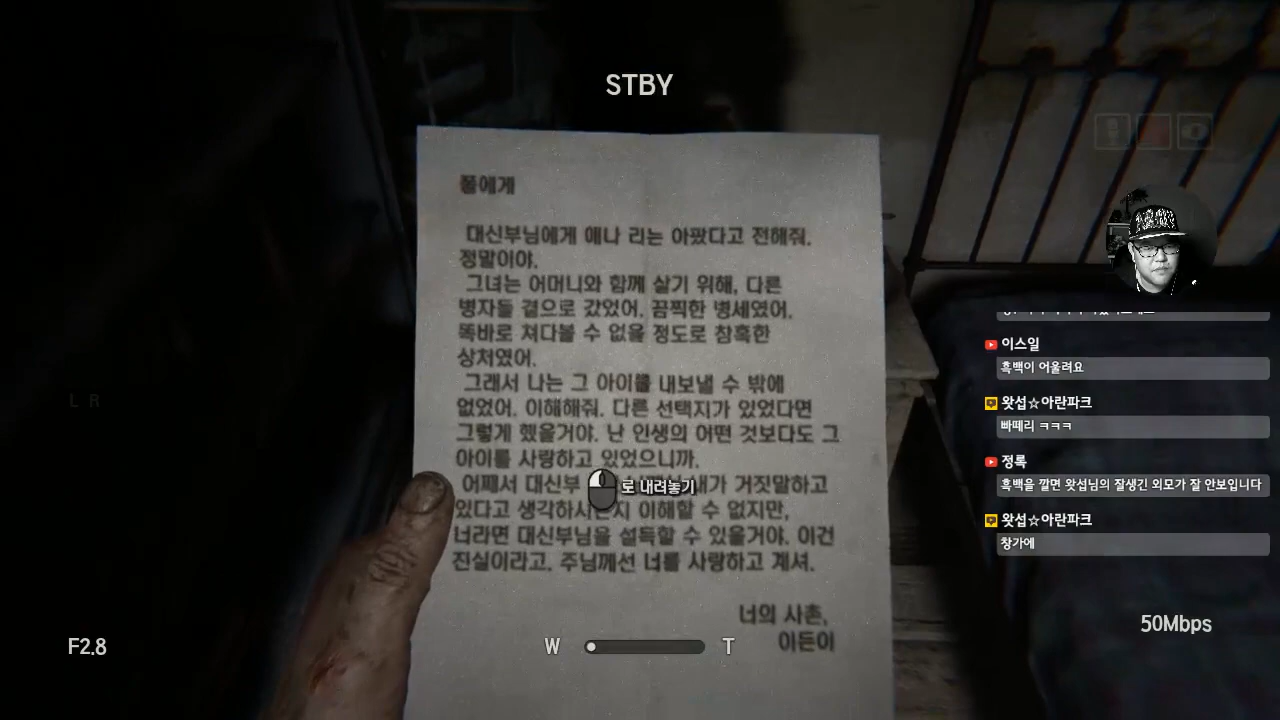 STBY
폴에게
대신부님에게 애나 리는 아팠다고 전해줘.
정말이야.
그녀는 어머니와 함께 살기 위해, 다른
병자들 곁으로 갔었어. 끔찍한 병세였어.
똑바로 쳐다볼 수 없을 정도로 참혹한
상처였어.
그래서 나는 그 아이를 내보낼 수 밖에
없었어. 이해해줘. 다른 선택지가 있었다면
그렇게 했을거야. 난 인생의 어떤 것보다도 그
아이를 사랑하고 있었으니까.
어째서 대신부 내가 거짓말하고
로 내려놓기
있다고 생각하시는지 이해할 수 없지만,
너라면 대신부님을 설득할 수 있을거야. 이건
진실이라고. 주님께선 너를 사랑하고 계셔.
너의 사촌,
이든이
L R
F2.8
W T
이스일
흑백이 어울려요
왓섭☆아란파크
빠떼리 ㅋㅋㅋ
정록
흑백을 깔면 왓섭님의 잘생긴 외모가 잘 안보입니다
왓섭☆아란파크
창가에
50Mbps